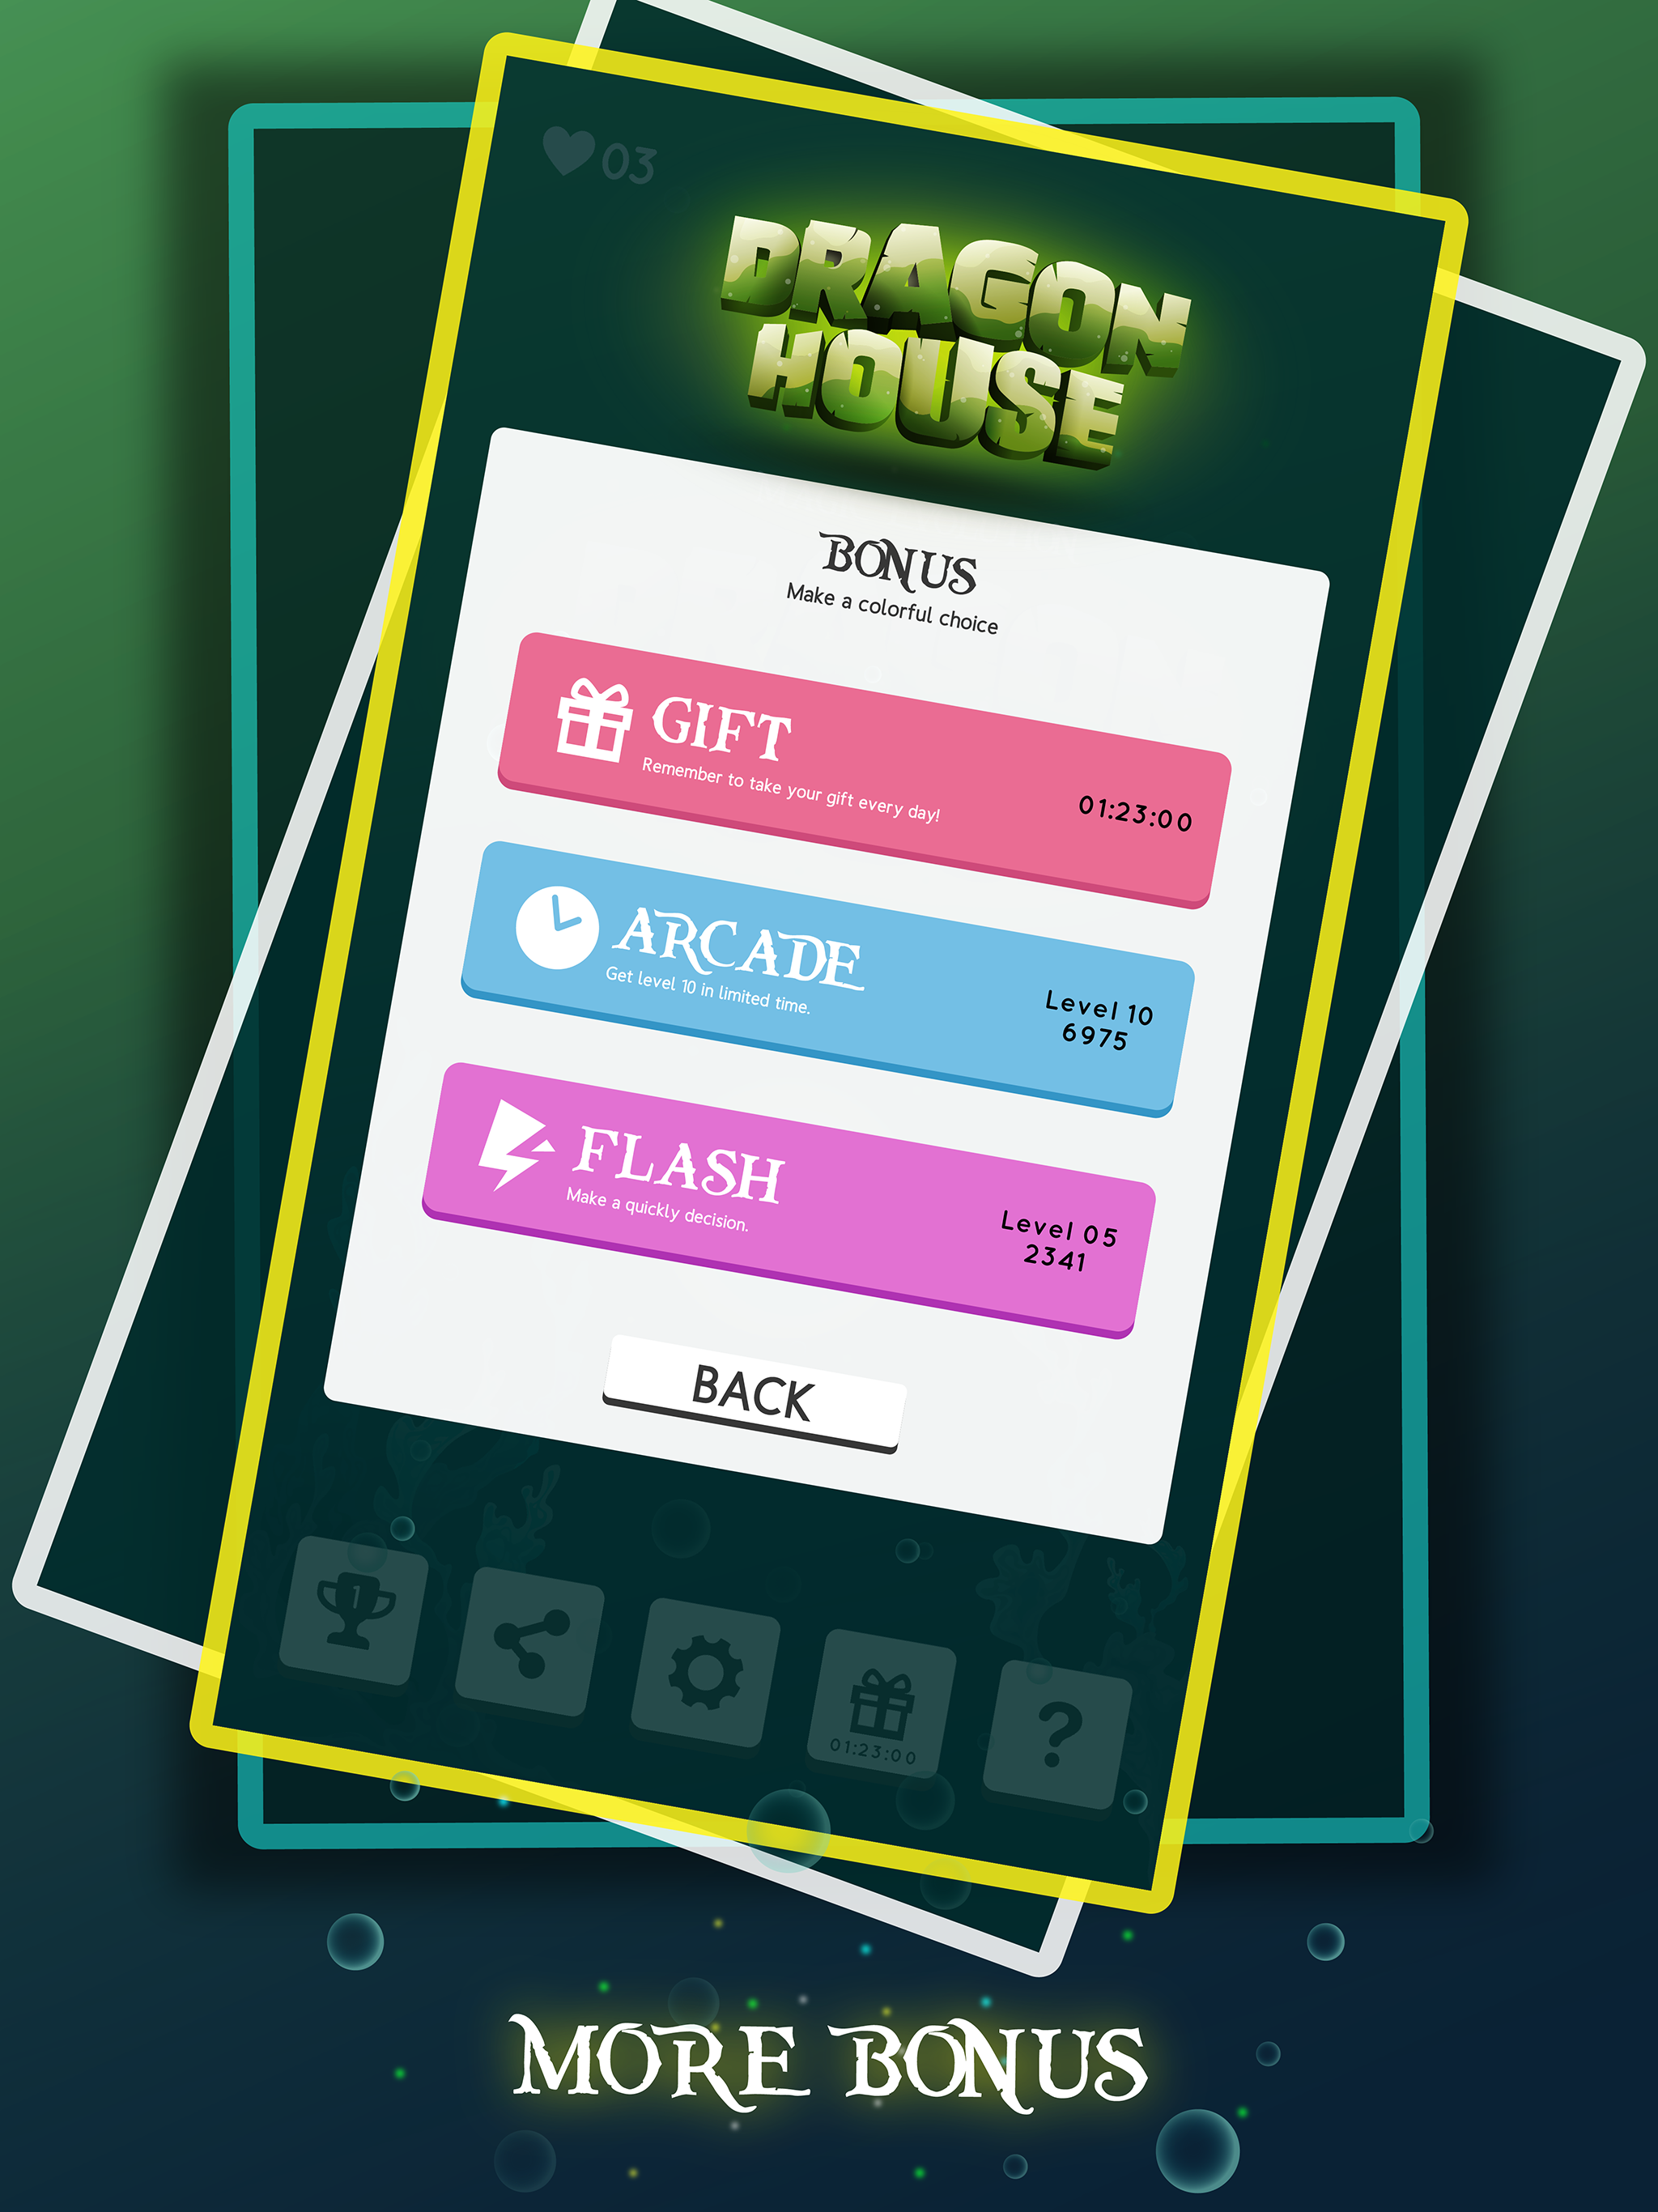 03
DRAGON
HOUSE
BONUS
Make a colorful choice
GIFT
Remember to take your gift every day!
01:23:00
ARCADE
Get level 10 in limited time.
Level 10
6975
FLASH
Make a quickly decision.
Level 05
2341
BACK
1
01:23:00
?
MORE BONUS